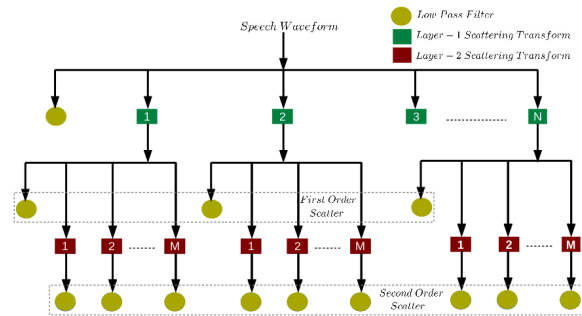 Speech Waveform
Low Pass Filter
Layer − 1 Scattering Transform
Layer − 2 Scattering Transform
1
2
3
N
First Order
Scatter
1
2
M
1
2
M
1
2
M
Second Order
Scatter